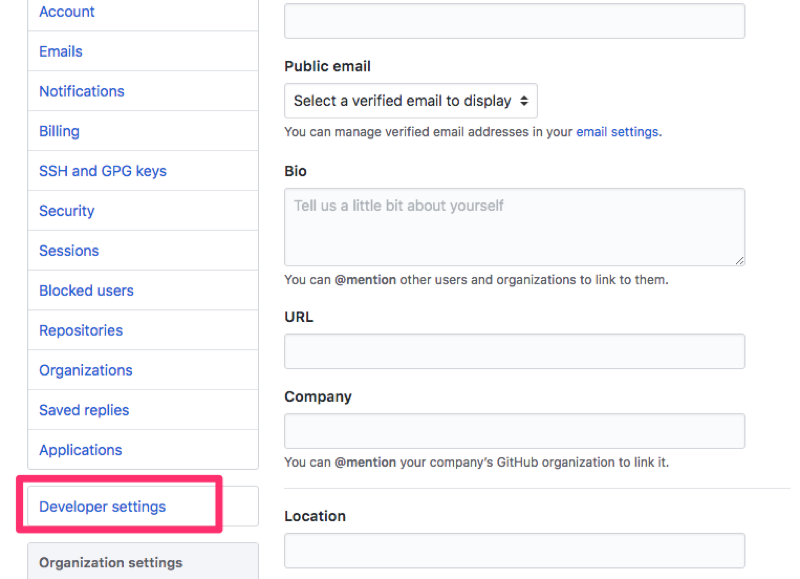 Account
Emails
Notifications
Billing
SSH and GPG keys
Security
Sessions
Blocked users
Repositories
Organizations
Saved replies
Applications
Developer settings
Organization settings
Public email
Select a verified email to display
You can manage verified email addresses in your email settings.
Bio
Tell us a little bit about yourself
You can @mention other users and organizations to link to them.
URL
Company
You can @mention your company's GitHub organization to link it.
Location